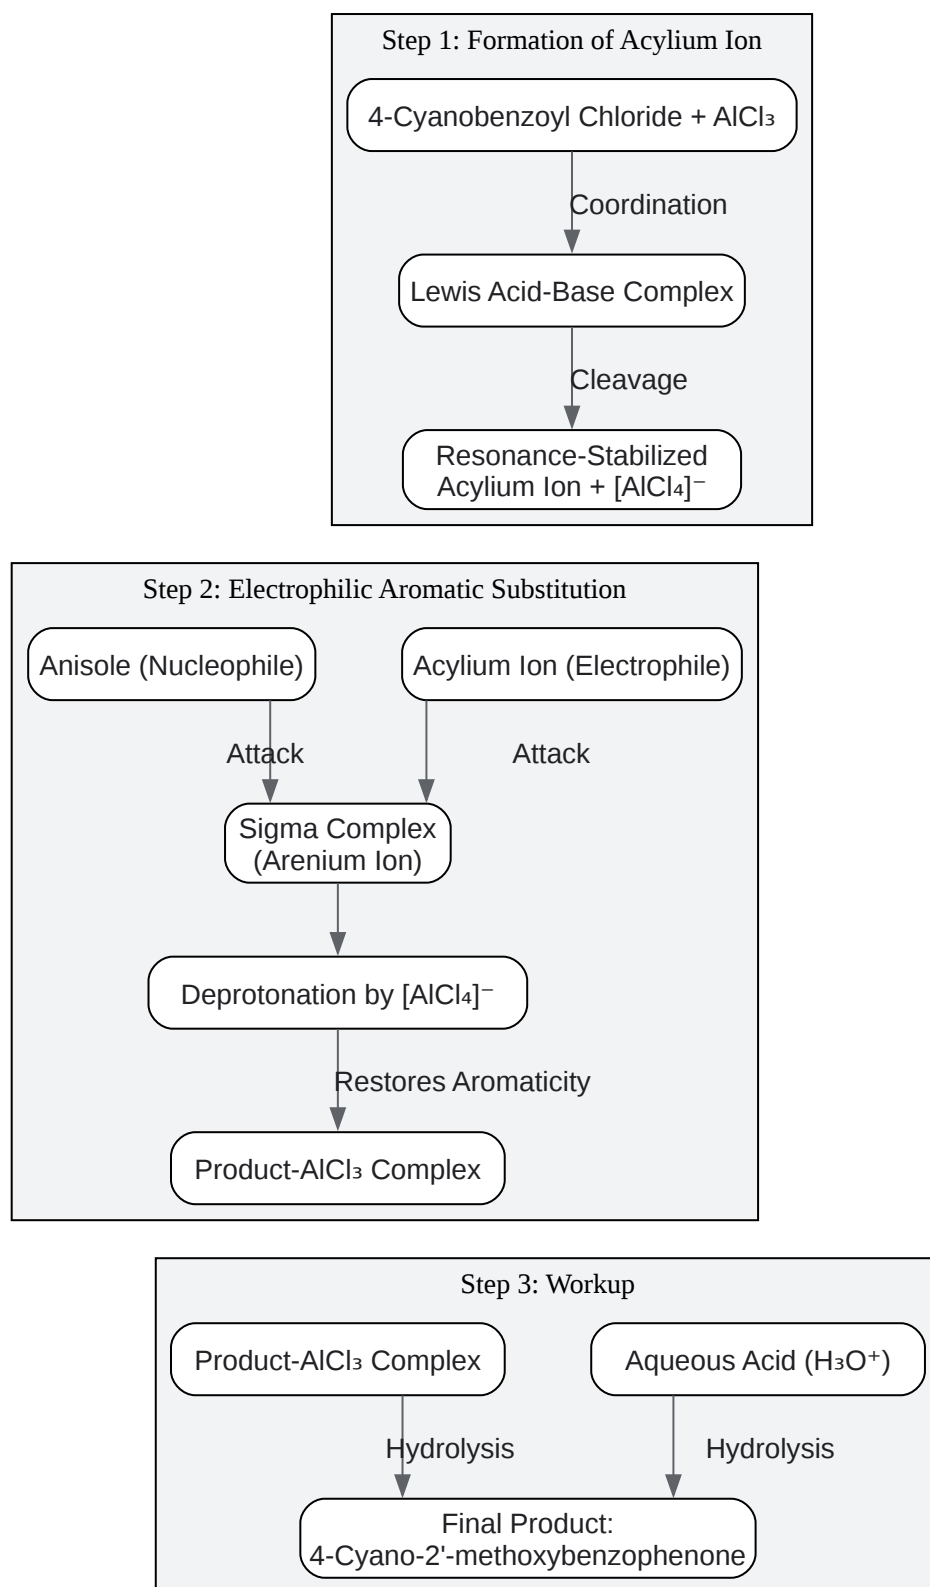 Step 1: Formation of Acylium Ion
4-Cyanobenzoyl Chloride + AlCl₃
Coordination
Lewis Acid-Base Complex
Cleavage
Resonance-Stabilized
Acylium Ion + [AlCl₄]⁻
Step 2: Electrophilic Aromatic Substitution
Anisole (Nucleophile)
Acylium Ion (Electrophile)
Attack
Attack
Sigma Complex
(Arenium Ion)
Deprotonation by [AlCl₄]⁻
Restores Aromaticity
Product-AlCl₃ Complex
Step 3: Workup
Product-AlCl₃ Complex
Aqueous Acid (H₃O⁺)
Hydrolysis
Hydrolysis
Final Product:
4-Cyano-2'-methoxybenzophenone